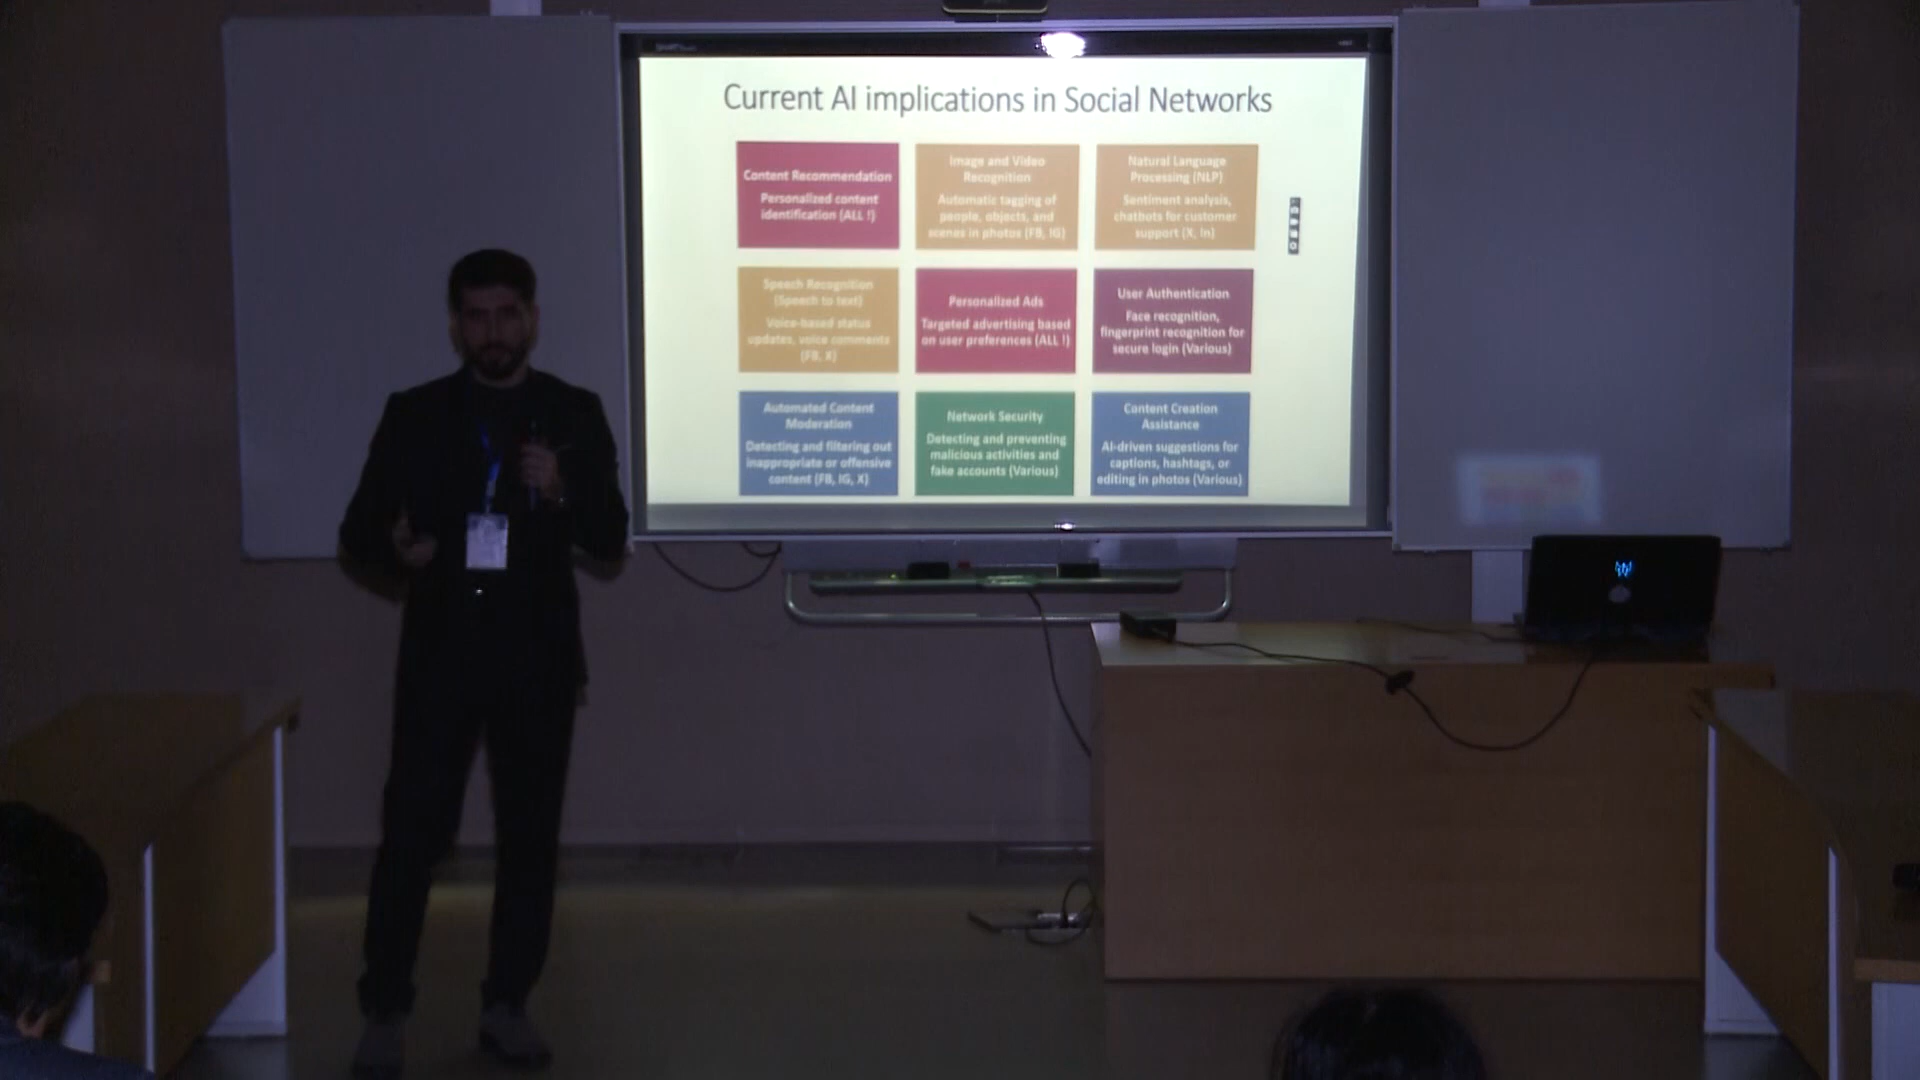 Current AI implications in Social Networks
Content Recommendation
Personalized content
identification (ALL !)
Image and Video
Recognition
Automatic tagging of
people, objects, and
scenes in photos (FB, IG)
Natural Language
Processing (NLP)
Sentiment analysis,
chatbots for customer
support (X, In)
Speech Recognition
(Speech to text)
Voice-based status
updates, voice comments
(FB, X)
Personalized Ads
Targeted advertising based
on user preferences (ALL !)
User Authentication
Face recognition,
fingerprint recognition for
secure login (Various)
Automated Content
Moderation
Detecting and filtering out
inappropriate or offensive
content (FB, IG, X)
Network Security
Detecting and preventing
malicious activities and
fake accounts (Various)
Content Creation
Assistance
AI-driven suggestions for
captions, hashtags, or
editing in photos (Various)